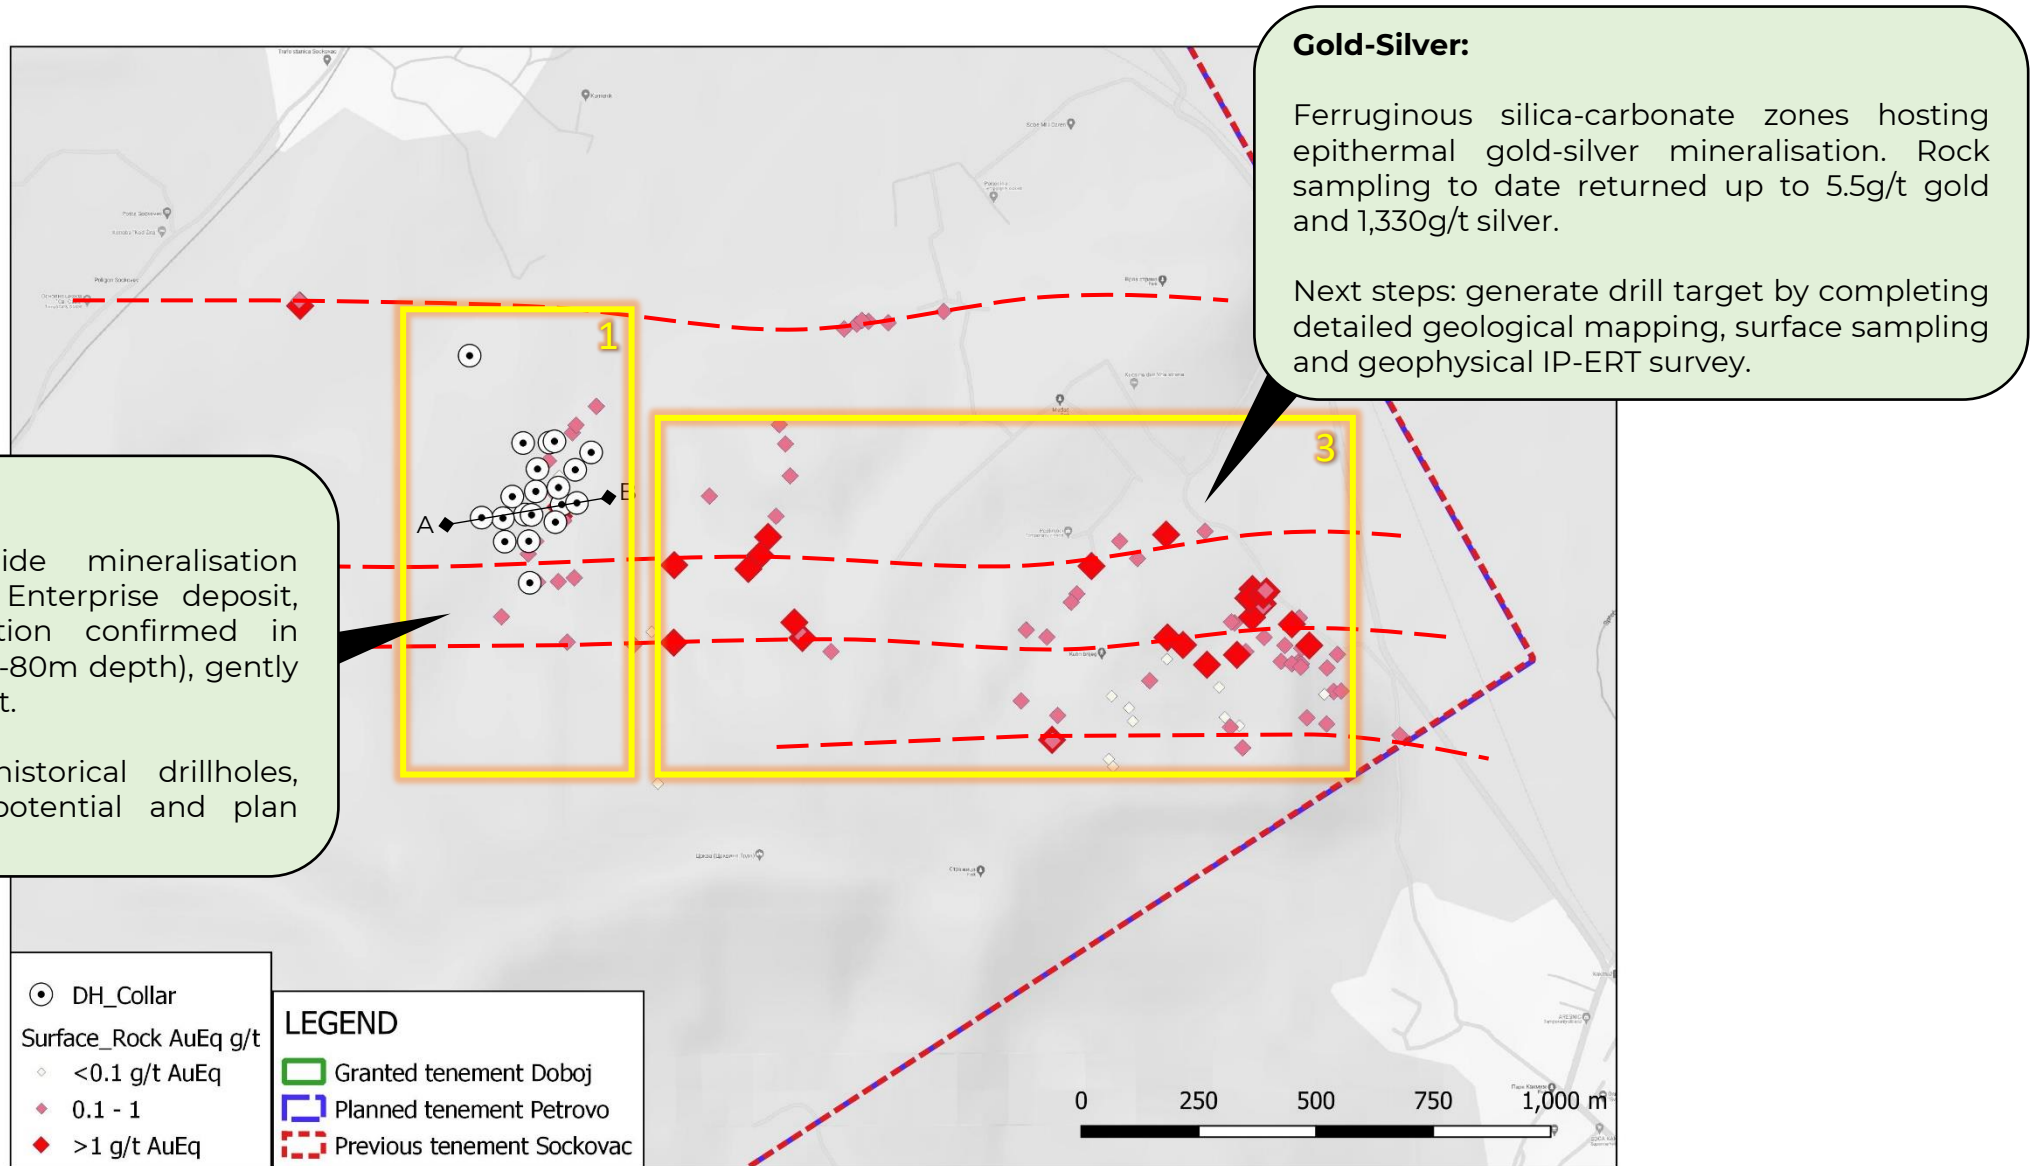 Gold-Silver:
Ferruginous silica-carbonate zones hosting
epithermal gold-silver mineralisation. Rock
sampling to date returned up to 5.5g/t gold
and 1,330g/t silver.
Next steps: generate drill target by completing
detailed geological mapping, surface sampling
and geophysical IP-ERT survey.
Kamenik
1
3
A
B
ide mineralisation
Enterprise deposit,
tion confirmed in
-80m depth), gently
t.
historical drillholes,
potential and plan
DH_Collar
Surface_Rock AuEq g/t
<0.1 g/t AuEq
0.1 - 1
>1 g/t AuEq
LEGEND
Granted tenement Doboj
Planned tenement Petrovo
Previous tenement Sockovac
0 250 500 750 1,000 m